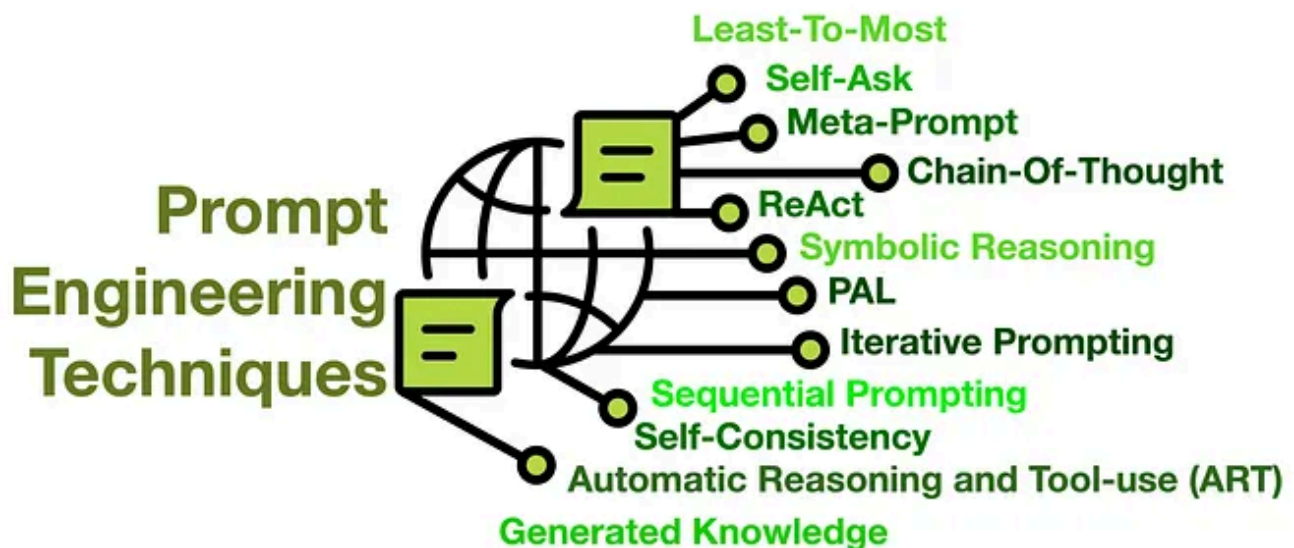 Prompt
Engineering
Techniques
Least-To-Most
Self-Ask
Meta-Prompt
Chain-Of-Thought
ReAct
Symbolic Reasoning
PAL
Iterative Prompting
Sequential Prompting
Self-Consistency
Automatic Reasoning and Tool-use (ART)
Generated Knowledge